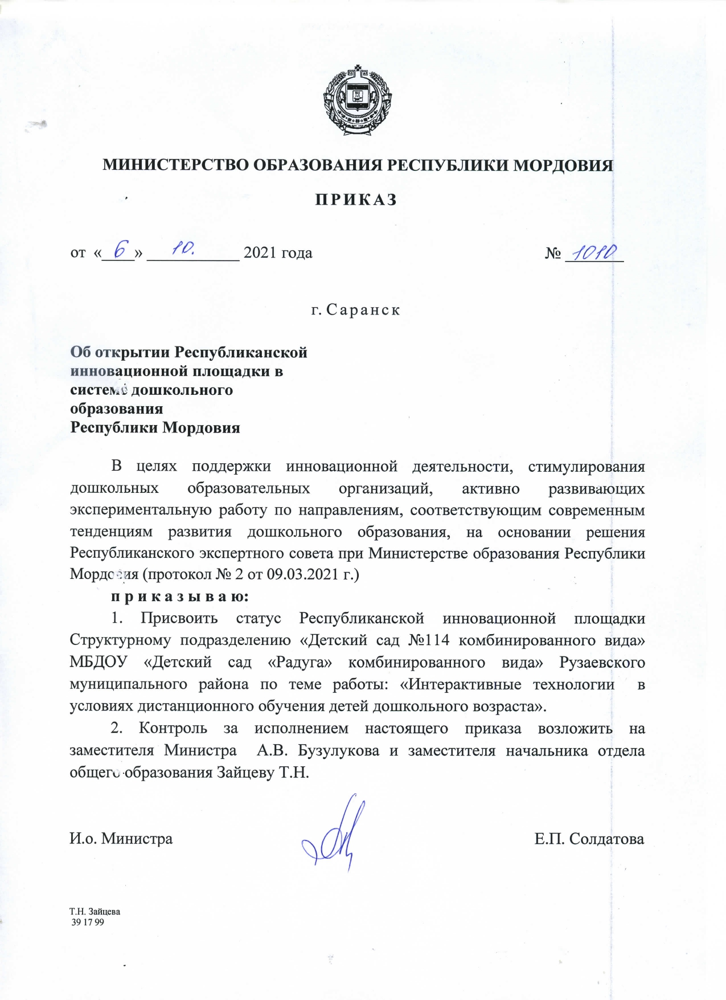 МИНИСТЕРСТВО ОБРАЗОВАНИЯ РЕСПУБЛИКИ МОРДОВИЯ
ПРИКАЗ
от «6» 10. 2021 года № 1010
г. Саранск
Об открытии Республиканской
инновационной площадки в
системе дошкольного
образования
Республики Мордовия
В целях поддержки инновационной деятельности, стимулирования
дошкольных образовательных организаций, активно развивающих
экспериментальную работу по направлениям, соответствующим современным
тенденциям развития дошкольного образования, на основании решения
Республиканского экспертного совета при Министерстве образования Республики
Мордовия (протокол № 2 от 09.03.2021 г.)
п р и к а з ы в а ю:
1. Присвоить статус Республиканской инновационной площадки
Структурному подразделению «Детский сад №114 комбинированного вида»
МБДОУ «Детский сад «Радуга» комбинированного вида» Рузаевского
муниципального района по теме работы: «Интерактивные технологии в
условиях дистанционного обучения детей дошкольного возраста».
2. Контроль за исполнением настоящего приказа возложить на
заместителя Министра А.В. Бузулукова и заместителя начальника отдела
общего образования Зайцеву Т.Н.
И.о. Министра Е.П. Солдатова
Т.Н. Зайцева
39 17 99